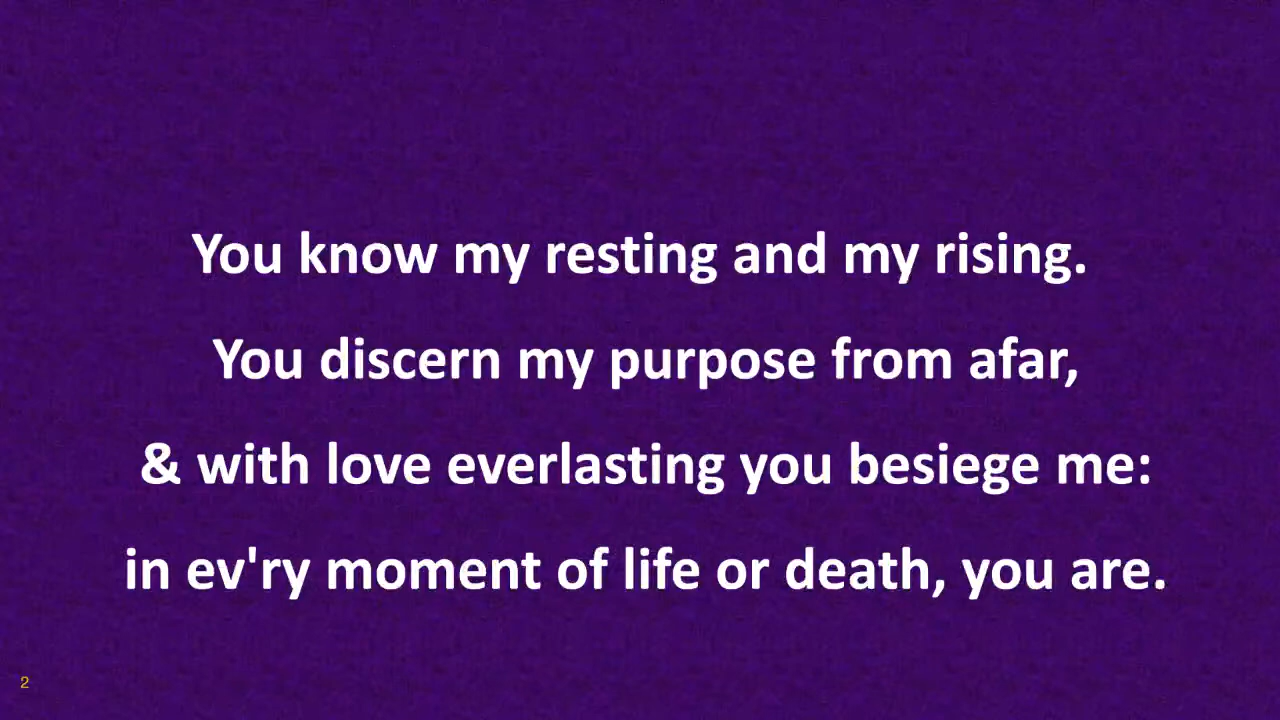 You know my resting and my rising.
You discern my purpose from afar,
& with love everlasting you besiege me:
in ev'ry moment of life or death, you are.
2